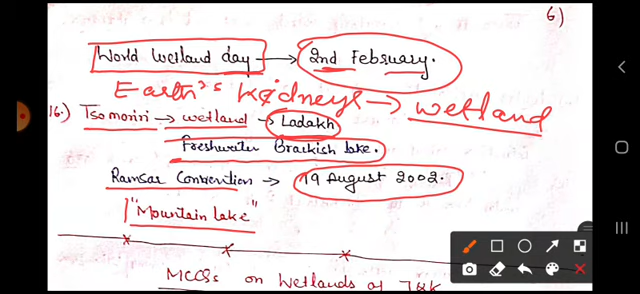 6)
World Wetland day → 2nd February.
Earth's Kidneys → wetland
16.) Tsomoriri → wetland → Ladakh
Freshwater Brackish lake.
Ramsar Convention → 19 August 2002.
"Mountain lake"
MCQs on Wetlands of J&K